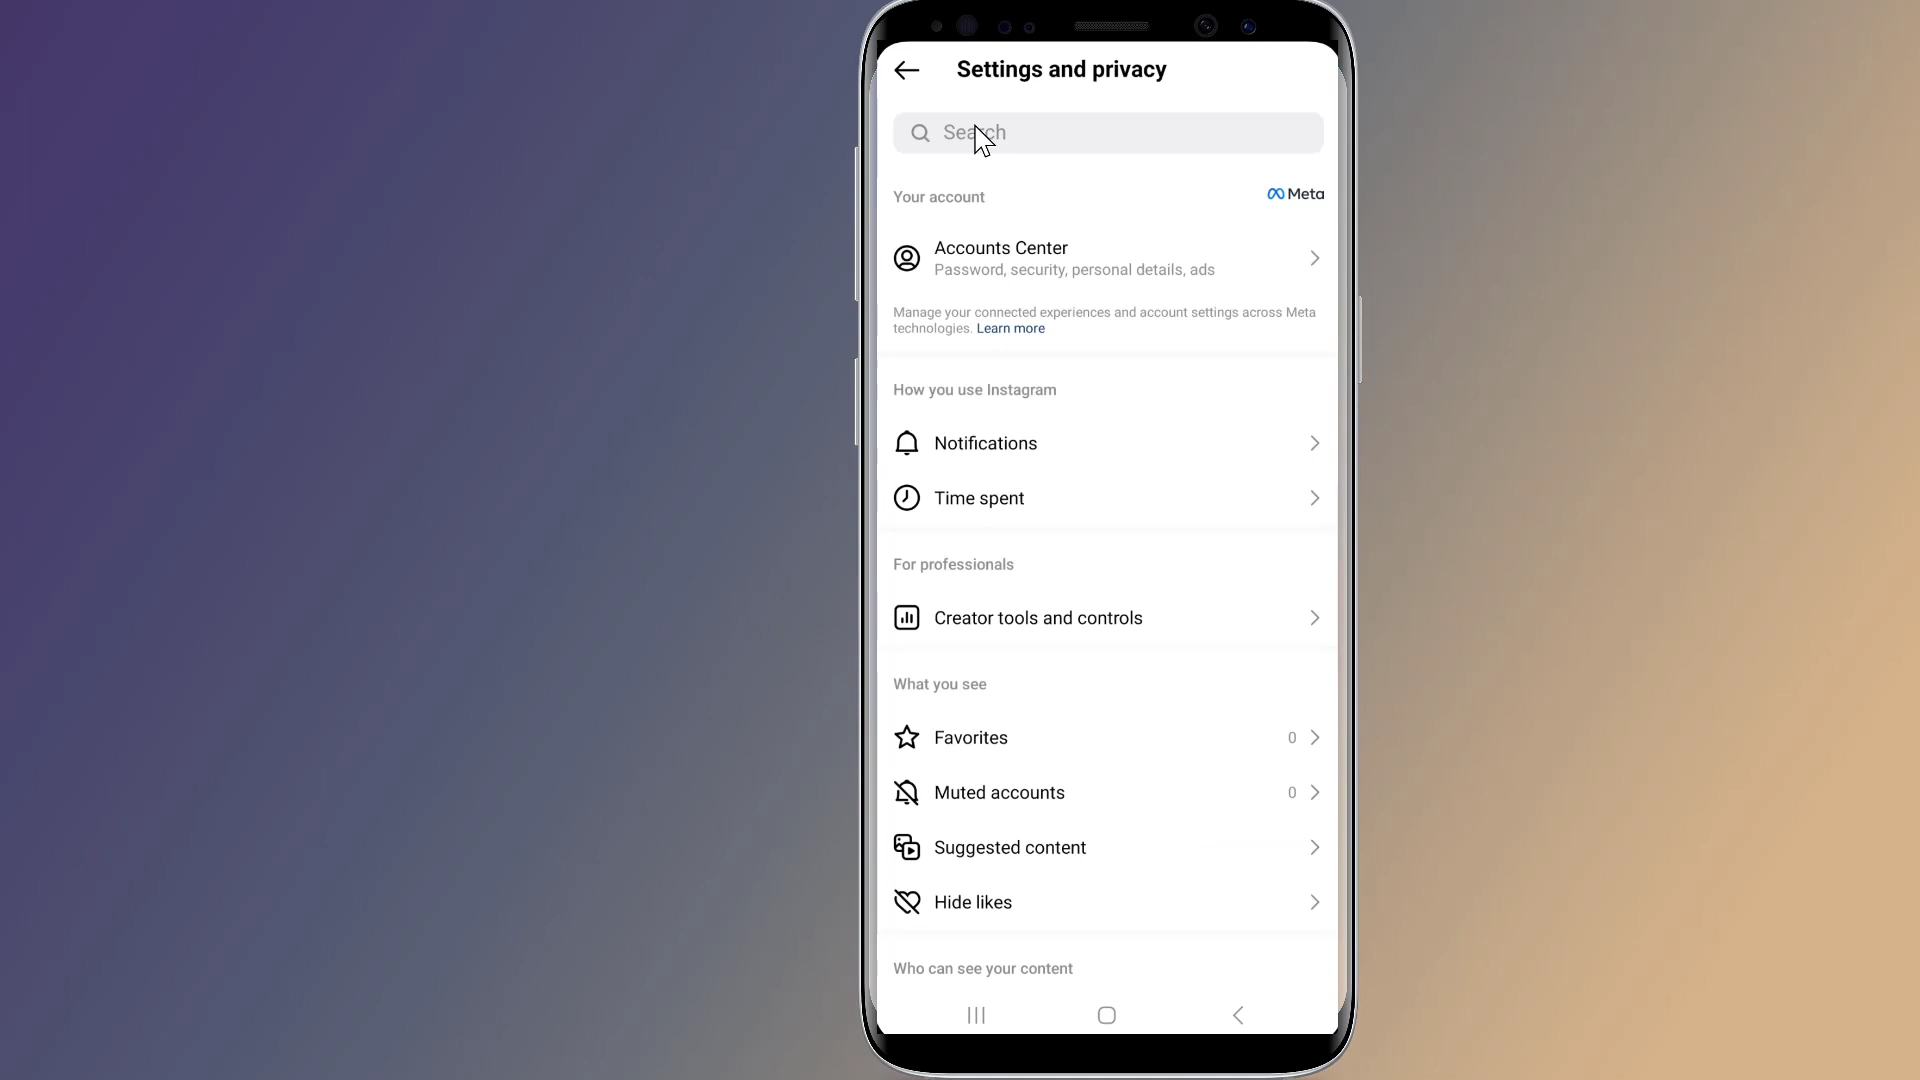 Settings and privacy
Search
Your account
Meta
Accounts Center
Password, security, personal details, ads
Manage your connected experiences and account settings across Meta
technologies. Learn more
How you use Instagram
Notifications
Time spent
For professionals
Creator tools and controls
What you see
Favorites 0
Muted accounts 0
Suggested content
Hide likes
Who can see your content